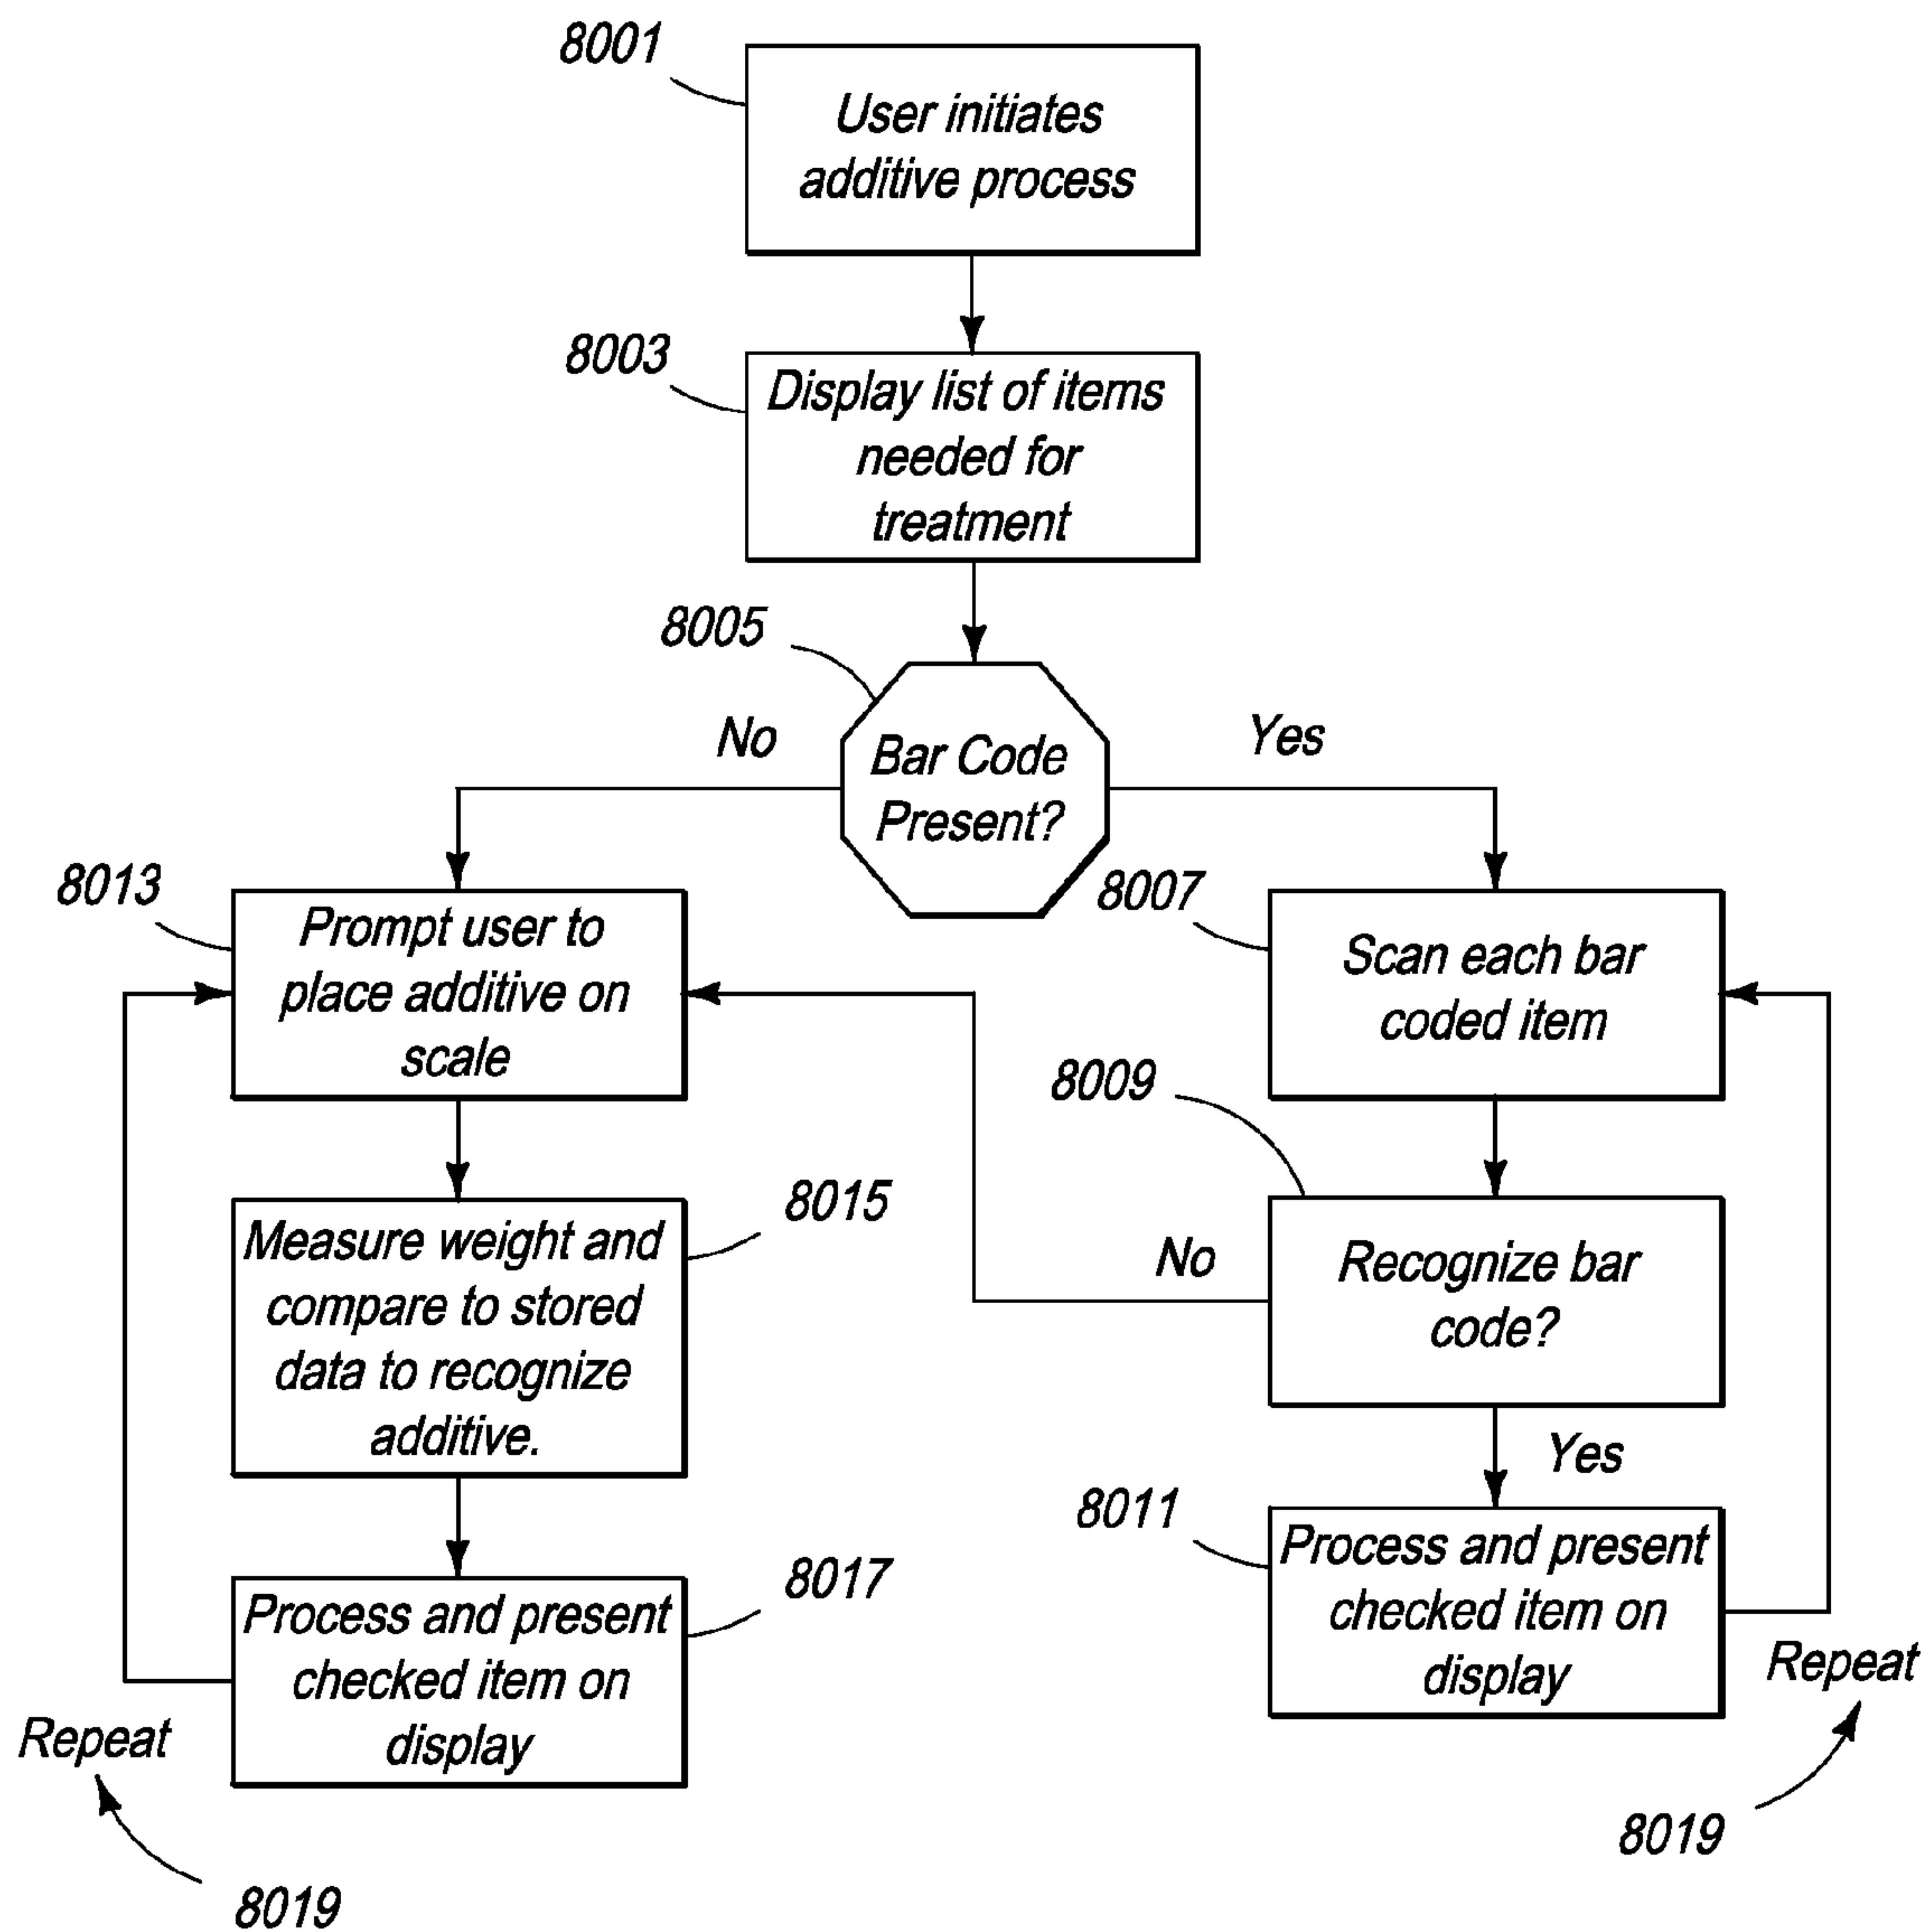 8001
User initiates
additive process
8003
Display list of items
needed for
treatment
8005
No
Bar Code
Present?
Yes
8013
Prompt user to
place additive on
scale
8007
Scan each bar
coded item
8009
8015
Measure weight and
compare to stored
data to recognize
additive.
No
Recognize bar
code?
Yes
8011
Process and present
checked item on
display
Repeat
8019
8017
Process and present
checked item on
display
Repeat
8019